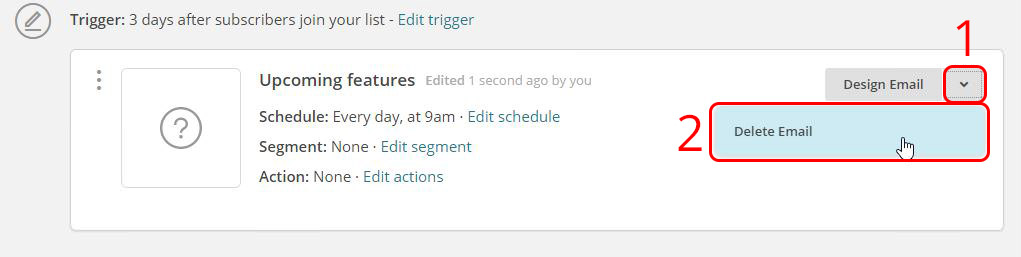 Trigger: 3 days after subscribers join your list - Edit trigger
1
Upcoming features Edited 1 second ago by you
Design Email
Schedule: Every day, at 9am · Edit schedule
2
Delete Email
Segment: None · Edit segment
Action: None · Edit actions
?